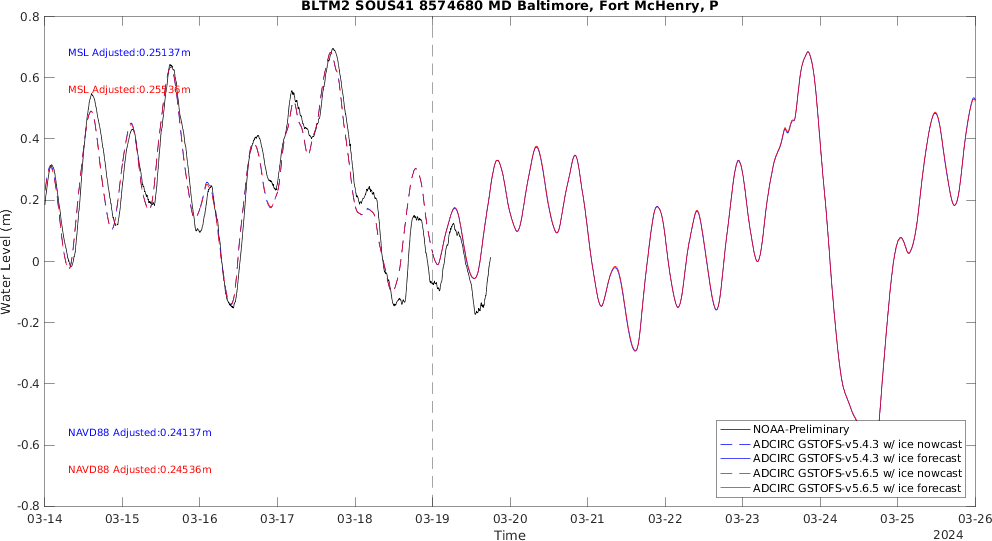 BLTM2 SOUS41 8574680 MD Baltimore, Fort McHenry, P
0.8
0.6
0.4
0.2
0
-0.2
-0.4
-0.6
-0.8
Water Level (m)
MSL Adjusted:0.25137m
MSL Adjusted:0.25536m
NAVD88 Adjusted:0.24137m
NAVD88 Adjusted:0.24536m
NOAA-Preliminary
ADCIRC GSTOFS-v5.4.3 w/ ice nowcast
ADCIRC GSTOFS-v5.4.3 w/ ice forecast
ADCIRC GSTOFS-v5.6.5 w/ ice nowcast
ADCIRC GSTOFS-v5.6.5 w/ ice forecast
03-14 03-15 03-16 03-17 03-18 03-19 03-20 03-21 03-22 03-23 03-24 03-25 03-26
Time
2024